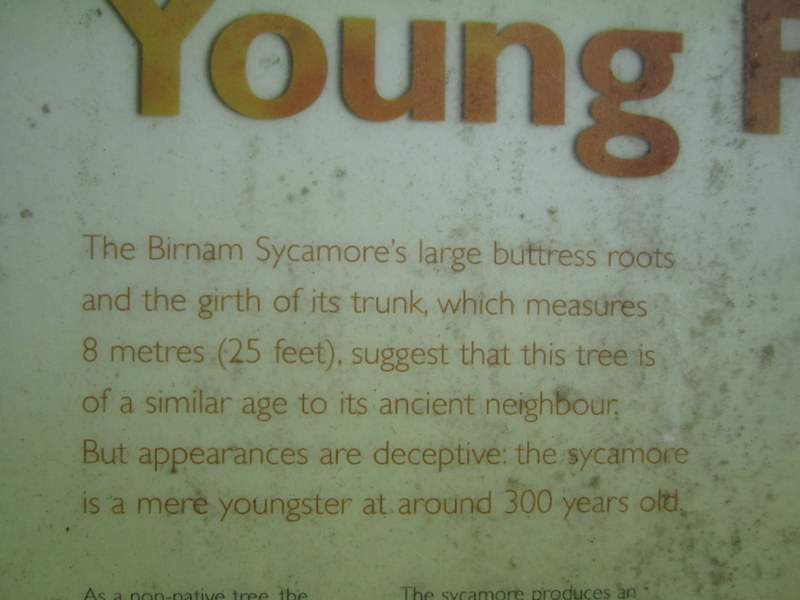 Young
The Birnam Sycamore's large buttress roots
and the girth of its trunk, which measures
8 metres (25 feet), suggest that this tree is
of a similar age to its ancient neighbour.
But appearances are deceptive: the sycamore
is a mere youngster at around 300 years old.
As a non-native tree, the
The sycamore produces an